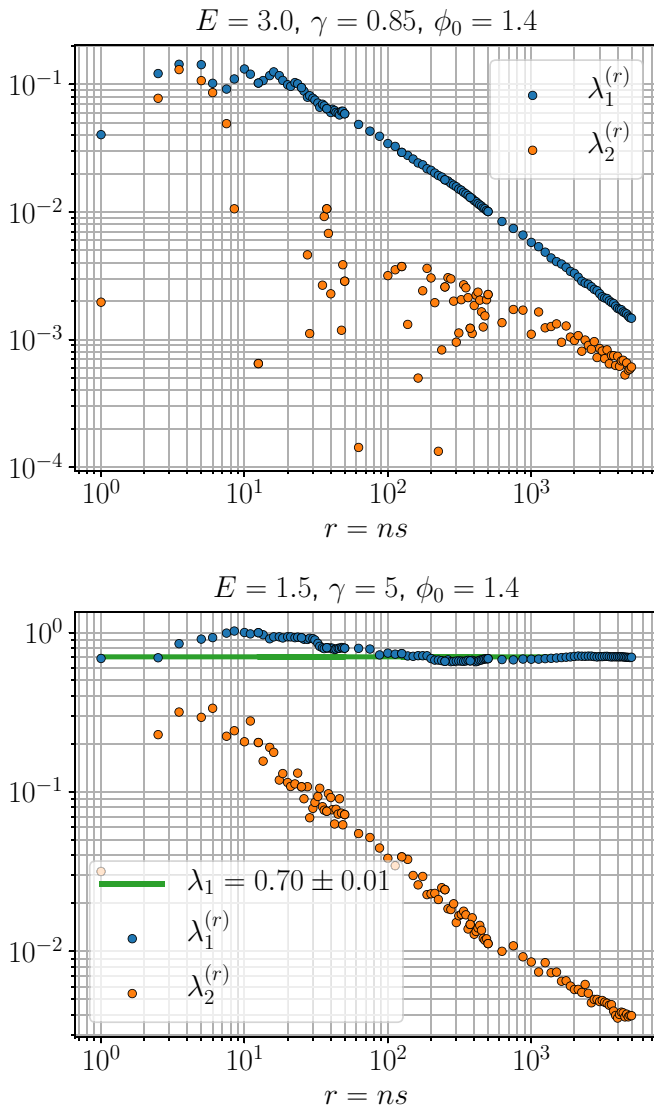 E = 3.0, γ = 0.85, ϕ₀ = 1.4
10⁻¹
10⁻²
10⁻³
10⁻⁴
λ₁⁽ʳ⁾
λ₂⁽ʳ⁾
10⁰ 10¹ 10² 10³
r = ns
E = 1.5, γ = 5, ϕ₀ = 1.4
10⁰
10⁻¹
10⁻²
λ₁ = 0.70 ± 0.01
λ₁⁽ʳ⁾
λ₂⁽ʳ⁾
10⁰ 10¹ 10² 10³
r = ns